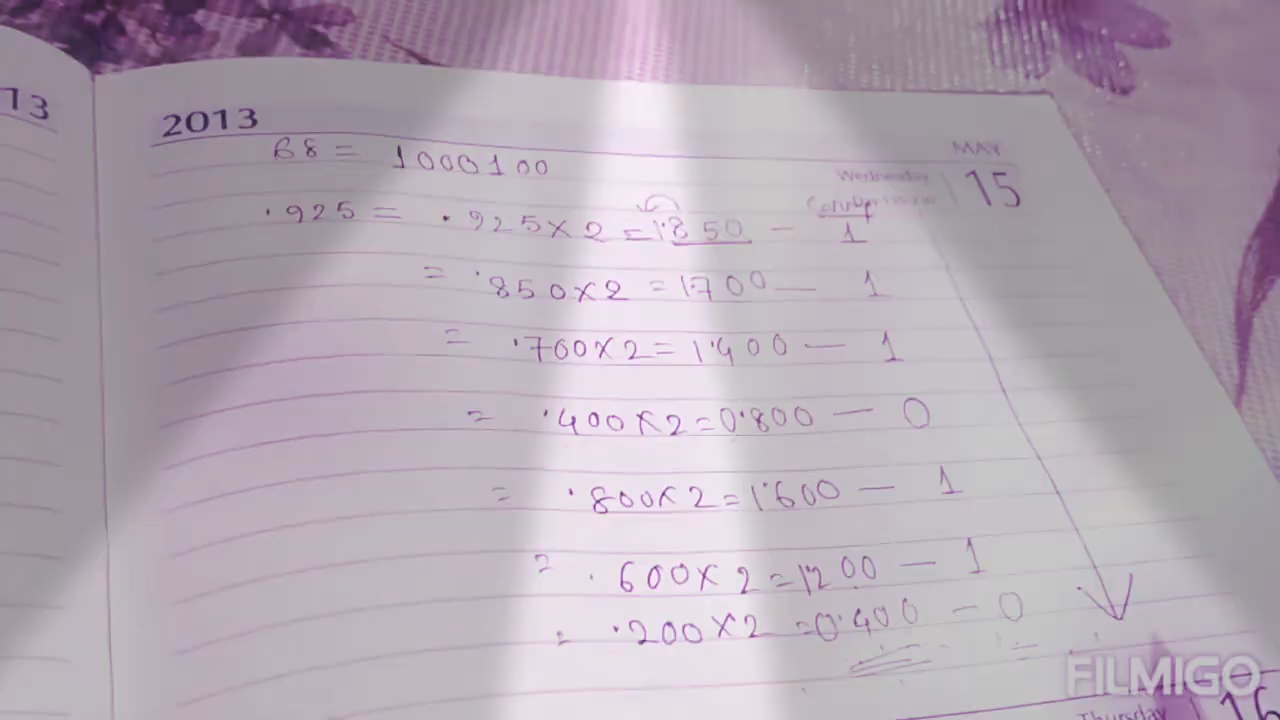 13
2013
MAY
Wednesday
15
68 = 1000100
.925 = .925×2 = 1.850 — 1
= .850×2 = 1.700 — 1
= .700×2 = 1.400 — 1
= .400×2 = 0.800 — 0
= .800×2 = 1.600 — 1
= .600×2 = 1.200 — 1
= .200×2 = 0.400 — 0
FILMIGO
Thursday
16